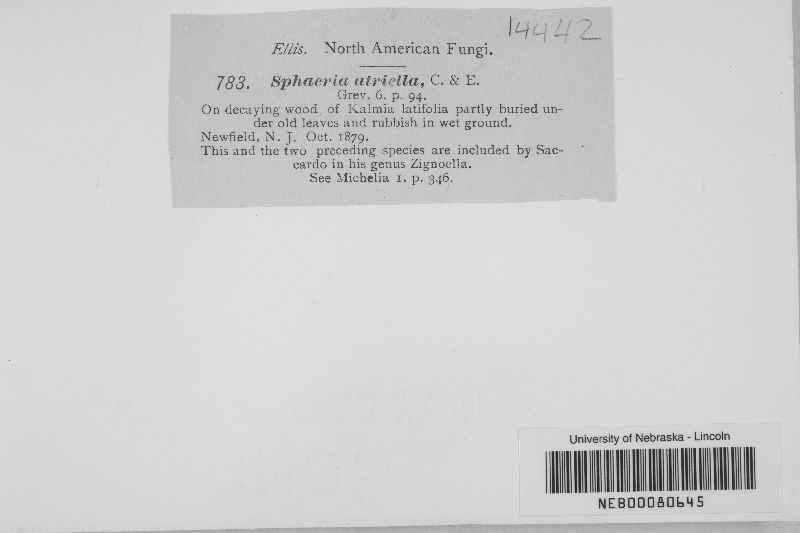 14442
Ellis. North American Fungi.
783. Sphaeria atriella, C. & E.
Grev. 6. p. 94.
On decaying wood of Kalmia latifolia partly buried un-
der old leaves and rubbish in wet ground.
Newfield, N. J. Oct. 1879.
This and the two preceding species are included by Sac-
cardo in his genus Zignoella.
See Michelia 1. p. 346.
University of Nebraska - Lincoln
NEB00080645